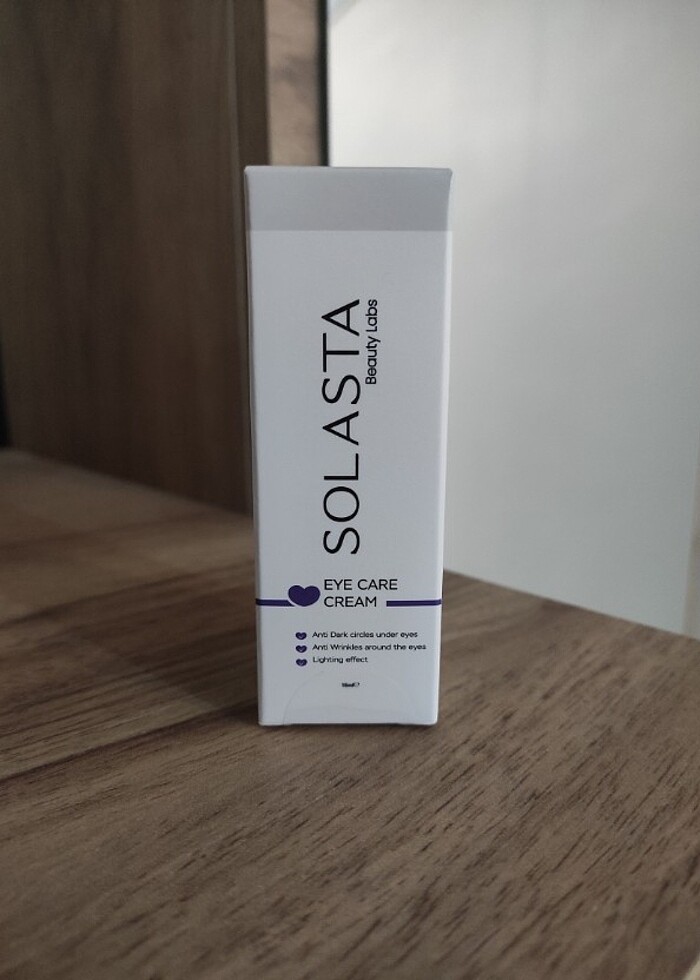 SOLASTA
Beauty Labs
EYE CARE
CREAM
Anti Dark circles under eyes
Anti Wrinkles around the eyes
Lighting effect